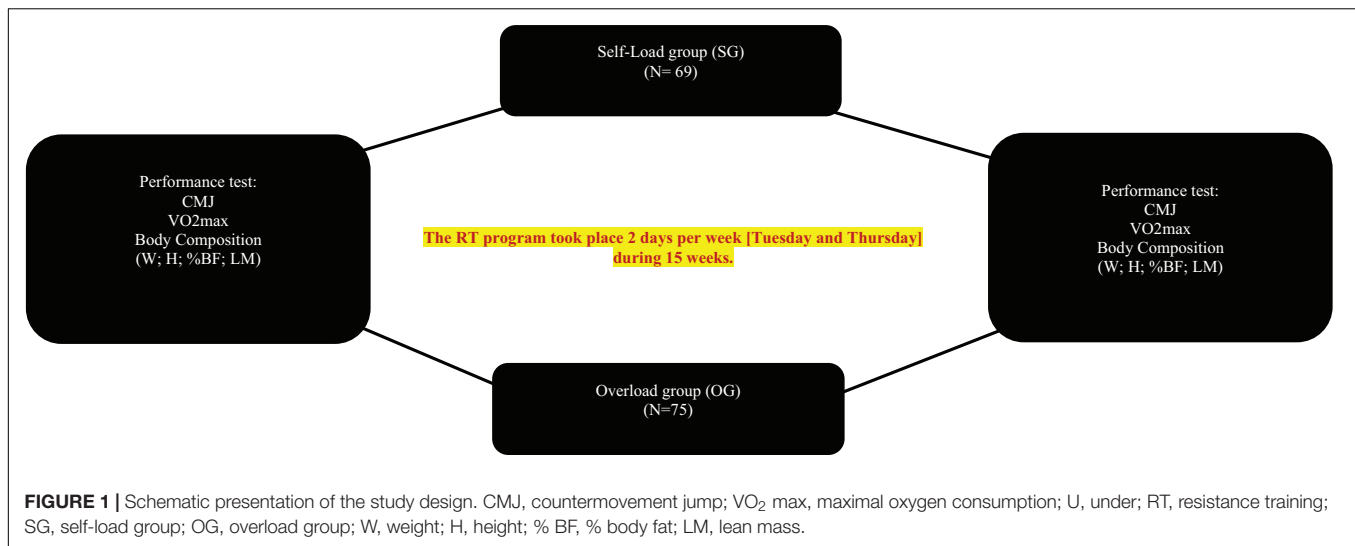 Self-Load group (SG)
(N= 69)
Performance test:
CMJ
VO2max
Body Composition
(W; H; %BF; LM)
The RT program took place 2 days per week [Tuesday and Thursday]
during 15 weeks.
Performance test:
CMJ
VO2max
Body Composition
(W; H; %BF; LM)
Overload group (OG)
(N=75)
FIGURE 1 | Schematic presentation of the study design. CMJ, countermovement jump; VO₂ max, maximal oxygen consumption; U, under; RT, resistance training;
SG, self-load group; OG, overload group; W, weight; H, height; % BF, % body fat; LM, lean mass.